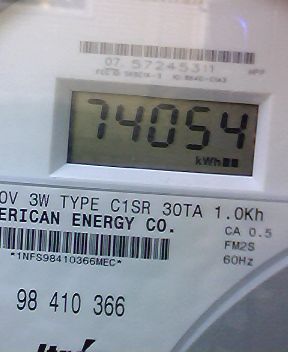 07. 57245311
74054
kWh
0V 3W TYPE C1SR 30TA 1.0Kh
ERICAN ENERGY CO.
CA 0.5
FM2S
*1NFS98410366MEC*
60Hz
98 410 366